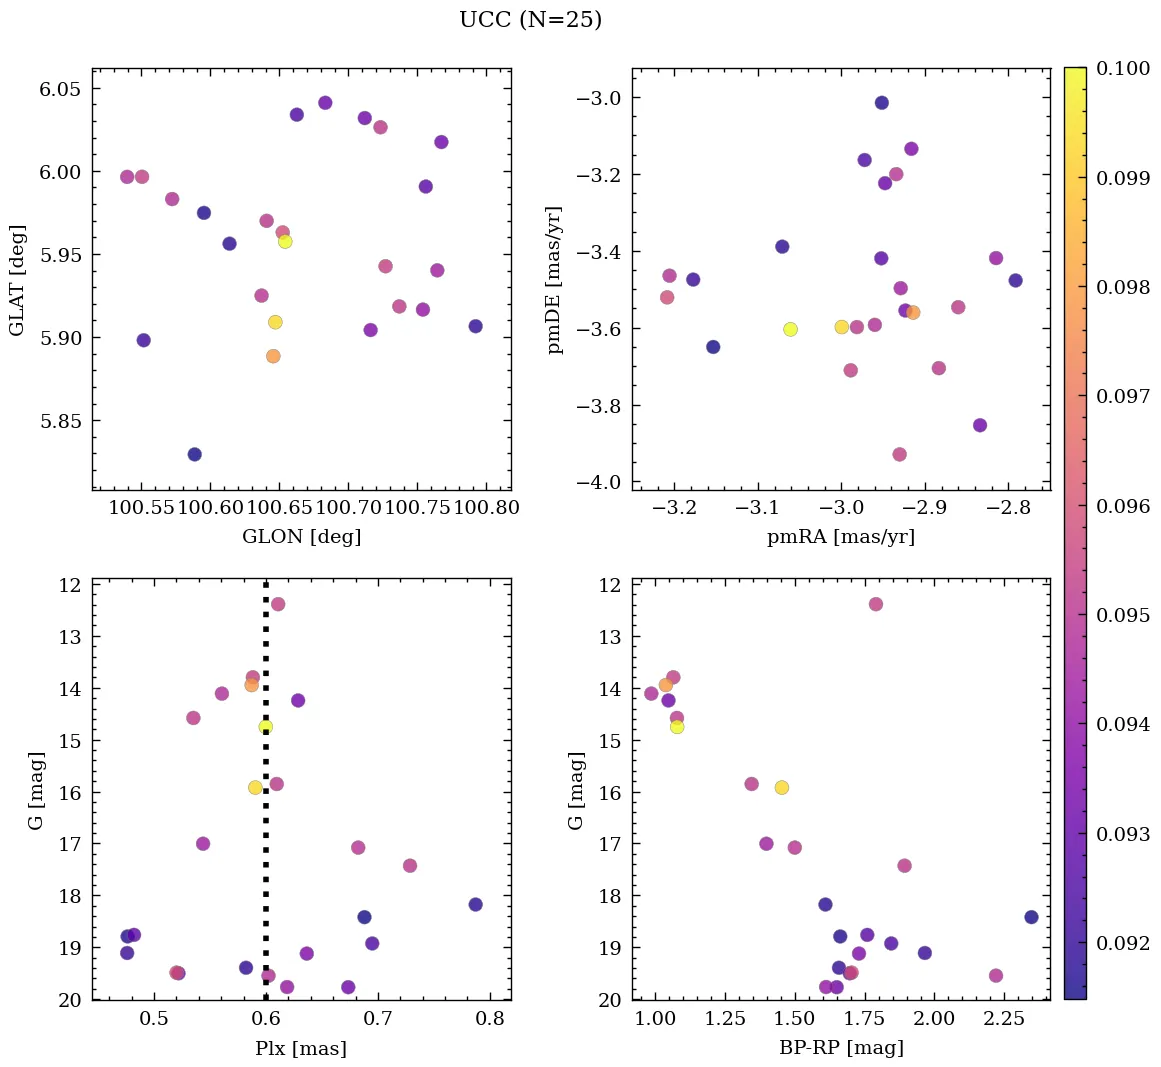 UCC (N=25)
6.05
6.00
5.95
5.90
5.85
GLAT [deg]
100.55 100.60 100.65 100.70 100.75 100.80
GLON [deg]
−3.0
−3.2
−3.4
−3.6
−3.8
−4.0
pmDE [mas/yr]
−3.2 −3.1 −3.0 −2.9 −2.8
pmRA [mas/yr]
0.100
0.099
0.098
0.097
0.096
0.095
0.094
0.093
0.092
12
13
14
15
16
17
18
19
20
G [mag]
0.5 0.6 0.7 0.8
Plx [mas]
12
13
14
15
16
17
18
19
20
G [mag]
1.00 1.25 1.50 1.75 2.00 2.25
BP-RP [mag]